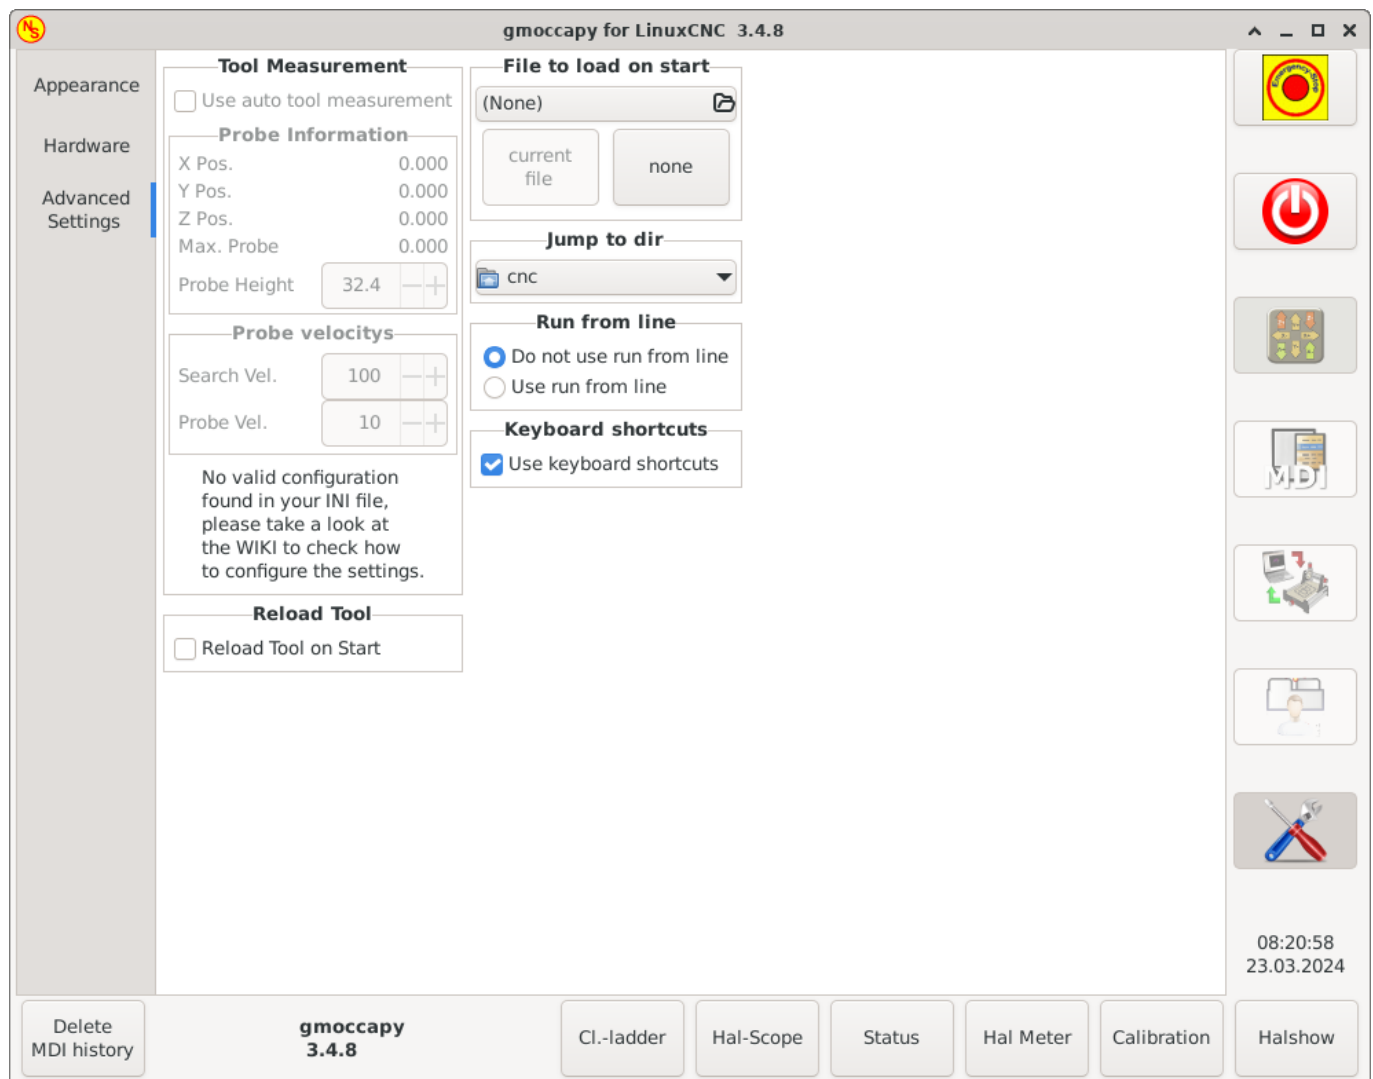 NS
gmoccapy for LinuxCNC 3.4.8
Appearance
Hardware
Advanced
Settings
Tool Measurement
Use auto tool measurement
Probe Information
X Pos. 0.000
Y Pos. 0.000
Z Pos. 0.000
Max. Probe 0.000
Probe Height 32.4
Probe velocitys
Search Vel. 100
Probe Vel. 10
No valid configuration
found in your INI file,
please take a look at
the WIKI to check how
to configure the settings.
Reload Tool
Reload Tool on Start
File to load on start
(None)
current
file
none
Jump to dir
cnc
Run from line
Do not use run from line
Use run from line
Keyboard shortcuts
Use keyboard shortcuts
Emergency-Stop
MDI
08:20:58
23.03.2024
Delete
MDI history
gmoccapy
3.4.8
Cl.-ladder
Hal-Scope
Status
Hal Meter
Calibration
Halshow